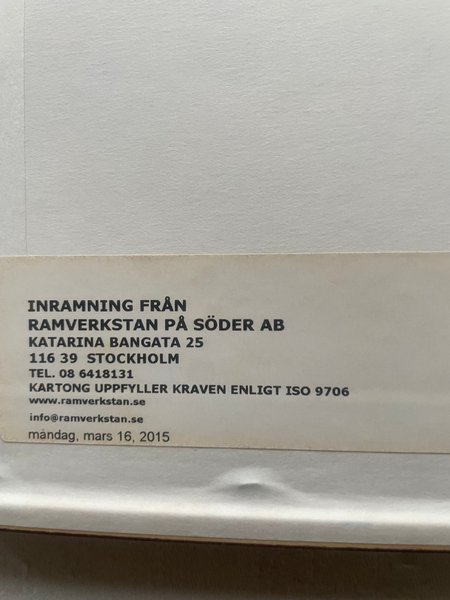 INRAMNING FRÅN
RAMVERKSTAN PÅ SÖDER AB
KATARINA BANGATA 25
116 39 STOCKHOLM
TEL. 08 6418131
KARTONG UPPFYLLER KRAVEN ENLIGT ISO 9706
www.ramverkstan.se
info@ramverkstan.se
måndag, mars 16, 2015